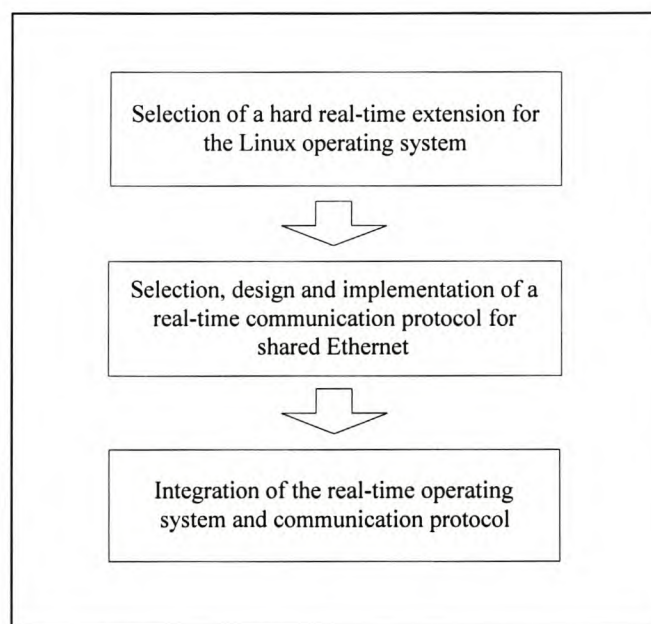 Selection of a hard real-time extension for
the Linux operating system
Selection, design and implementation of a
real-time communication protocol for
shared Ethernet
Integration of the real-time operating
system and communication protocol